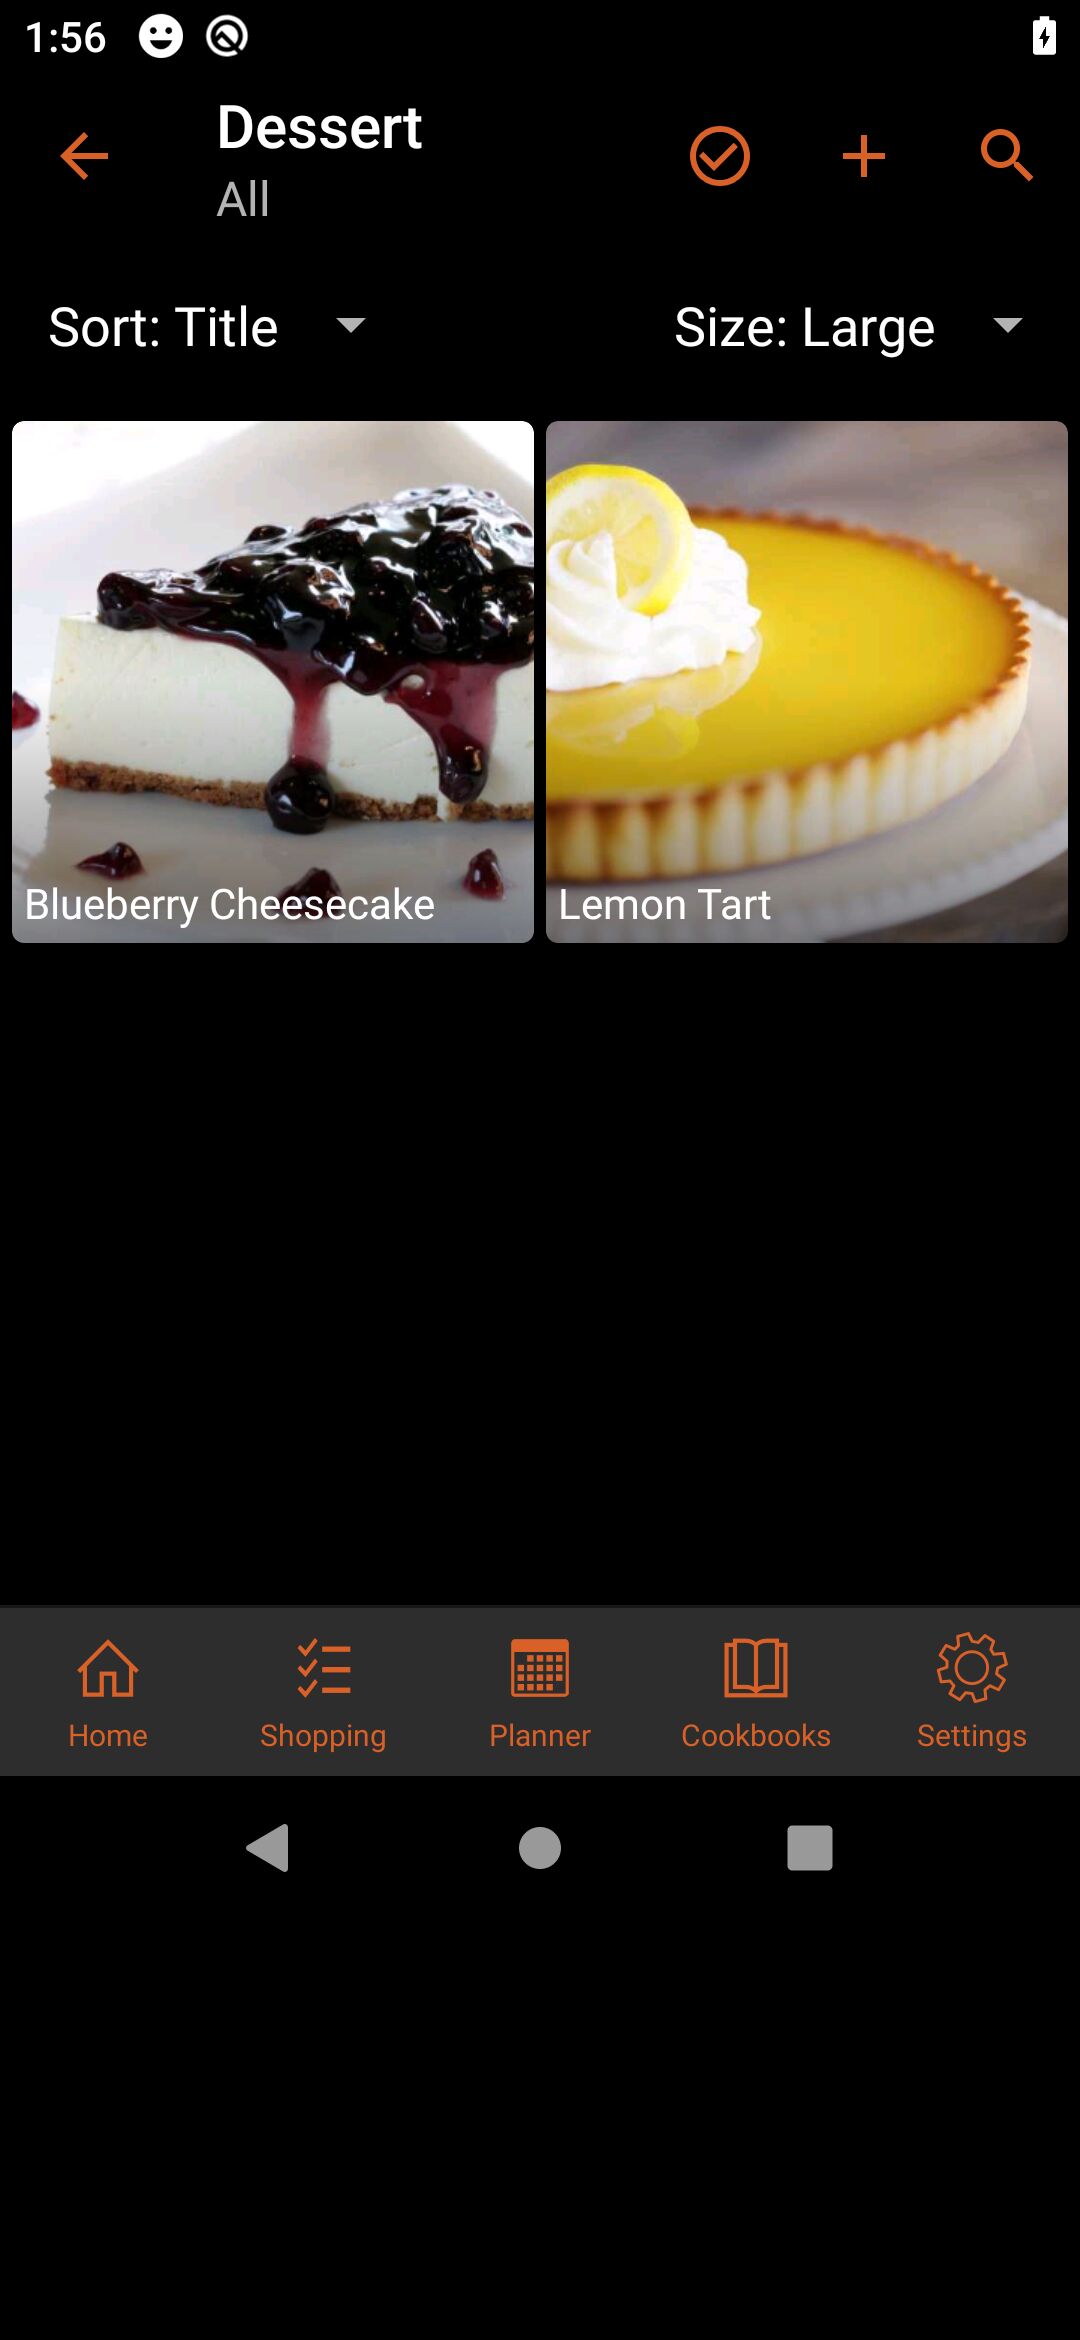 1:56
Dessert
All
Sort: Title
Size: Large
Blueberry Cheesecake
Lemon Tart
Home
Shopping
Planner
Cookbooks
Settings